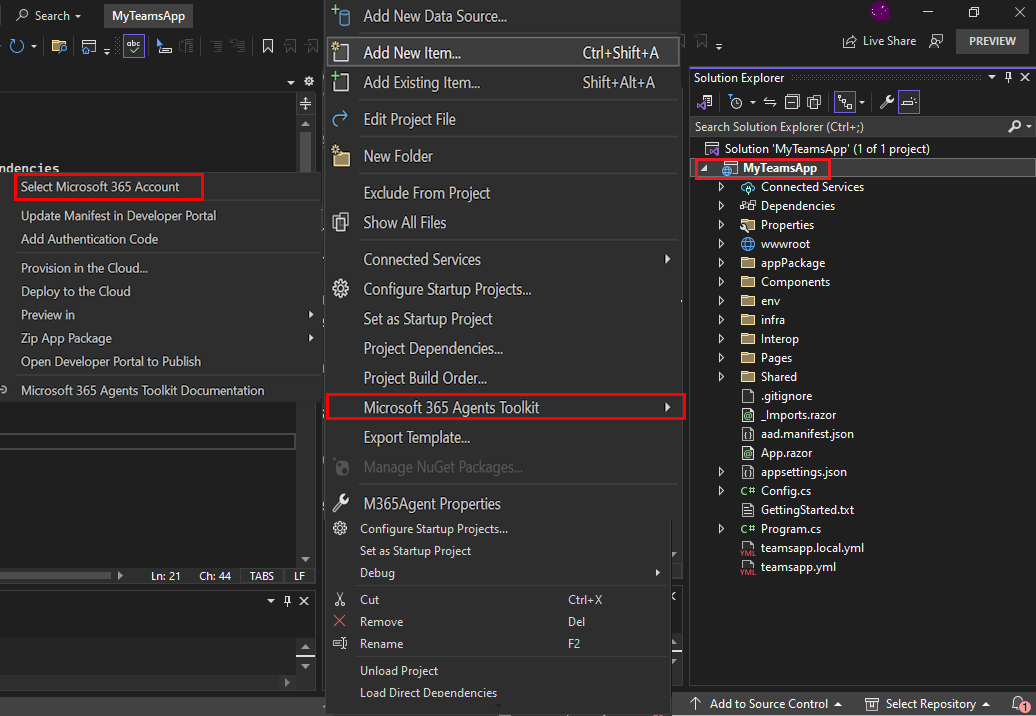 Search
MyTeamsApp
abc
ndencies
Select Microsoft 365 Account
Update Manifest in Developer Portal
Add Authentication Code
Provision in the Cloud...
Deploy to the Cloud
Preview in
Zip App Package
Open Developer Portal to Publish
Microsoft 365 Agents Toolkit Documentation
Ln: 21 Ch: 44 TABS LF
Add New Data Source...
Add New Item... Ctrl+Shift+A
Add Existing Item... Shift+Alt+A
Edit Project File
New Folder
Exclude From Project
Show All Files
Connected Services
Configure Startup Projects...
Set as Startup Project
Project Dependencies...
Project Build Order...
Microsoft 365 Agents Toolkit
Export Template...
Manage NuGet Packages...
M365Agent Properties
Configure Startup Projects...
Set as Startup Project
Debug
Cut Ctrl+X
Remove Del
Rename F2
Unload Project
Load Direct Dependencies
Live Share
PREVIEW
Solution Explorer
Search Solution Explorer (Ctrl+;)
Solution 'MyTeamsApp' (1 of 1 project)
MyTeamsApp
Connected Services
Dependencies
Properties
wwwroot
appPackage
Components
env
infra
Interop
Pages
Shared
.gitignore
_Imports.razor
aad.manifest.json
App.razor
appsettings.json
C# Config.cs
GettingStarted.txt
C# Program.cs
YML teamsapp.local.yml
YML teamsapp.yml
Add to Source Control
Select Repository
1